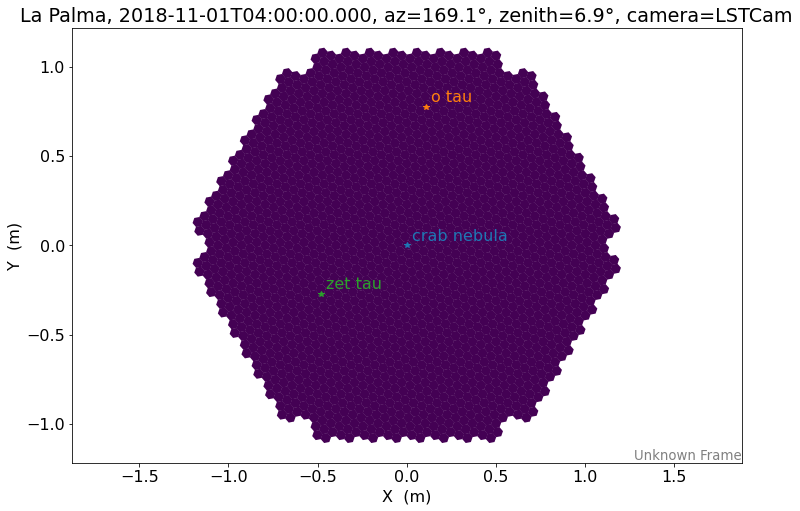 La Palma, 2018-11-01T04:00:00.000, az=169.1°, zenith=6.9°, camera=LSTCam
1.0
0.5
0.0
−0.5
−1.0
Y (m)
o tau
crab nebula
zet tau
Unknown Frame
−1.5 −1.0 −0.5 0.0 0.5 1.0 1.5
X (m)